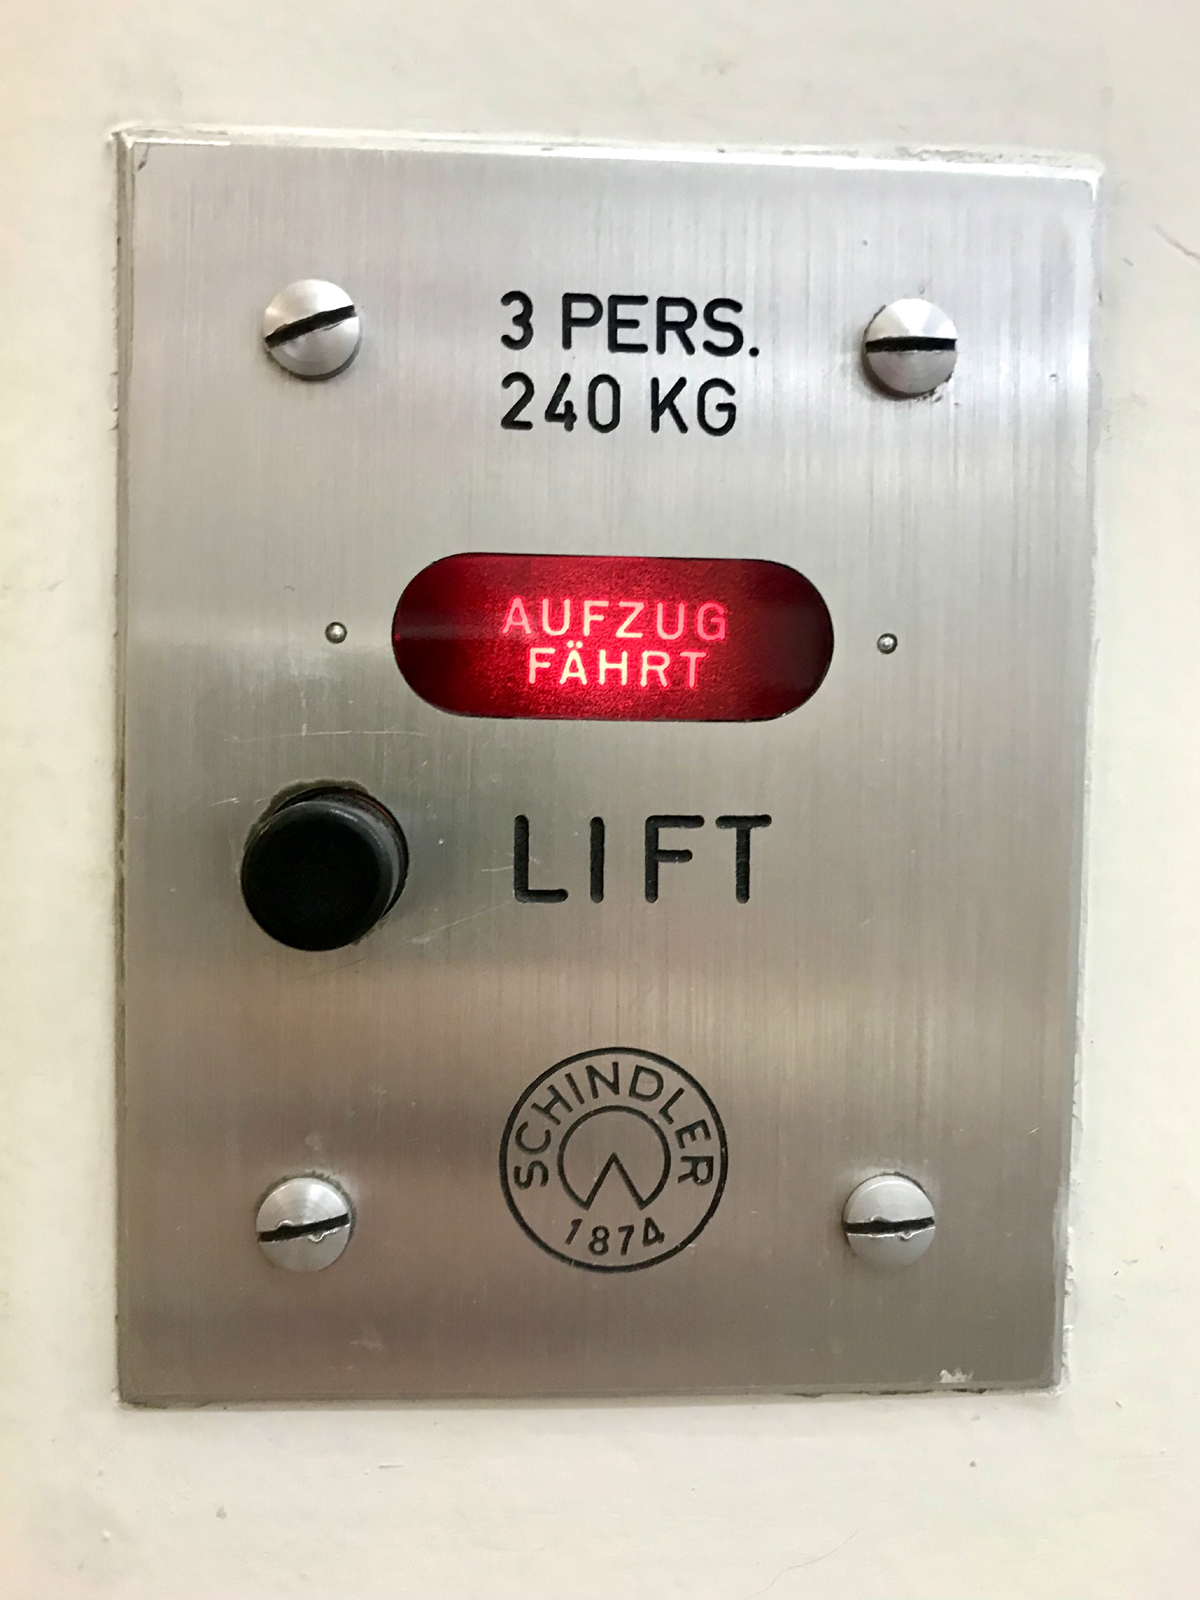 3 PERS.
240 KG
AUFZUG
FÄHRT
LIFT
SCHINDLER
1874